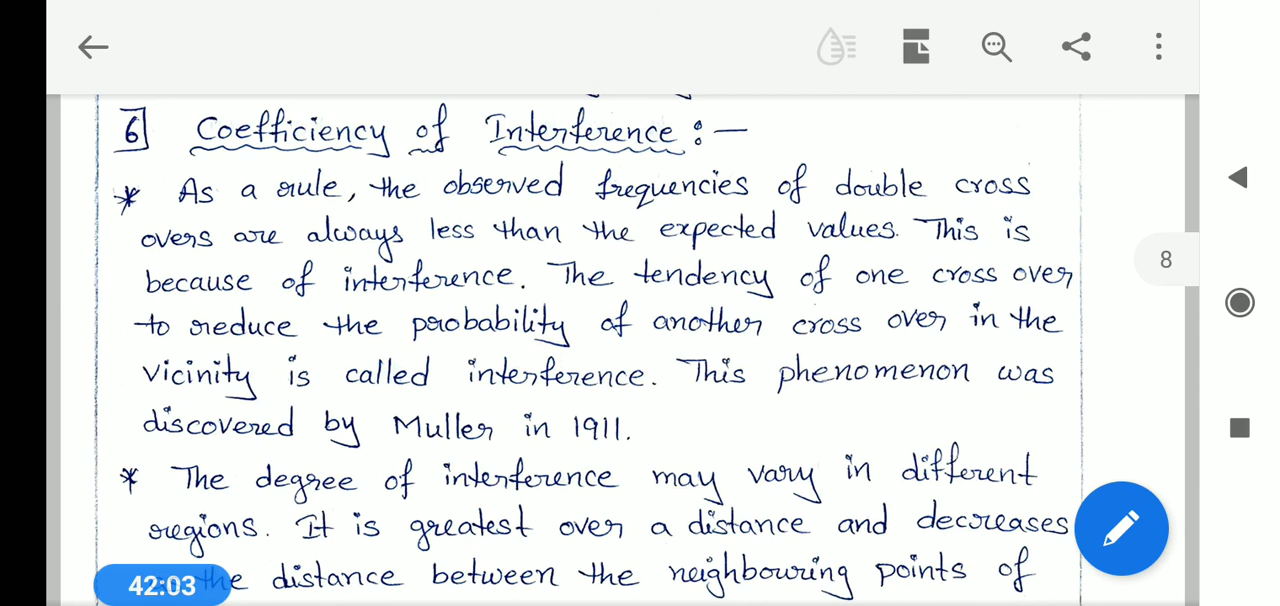 6 Coefficiency of Interference :-
* As a rule, the observed frequencies of double cross
overs are always less than the expected values. This is
because of interference. The tendency of one cross over
to reduce the probability of another cross over in the
vicinity is called interference. This phenomenon was
discovered by Muller in 1911.
* The degree of interference may vary in different
regions. It is greatest over a distance and decreases
the distance between the neighbouring points of
8
42:03